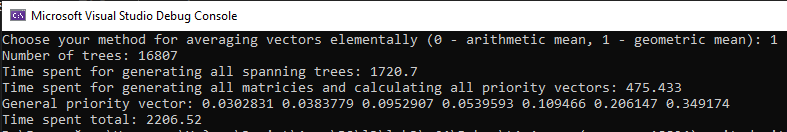 Microsoft Visual Studio Debug Console
Choose your method for averaging vectors elementally (0 - arithmetic mean, 1 - geometric mean): 1
Number of trees: 16807
Time spent for generating all spanning trees: 1720.7
Time spent for generating all matricies and calculating all priority vectors: 475.433
General priority vector: 0.0302831 0.0383779 0.0952907 0.0539593 0.109466 0.206147 0.349174
Time spent total: 2206.52